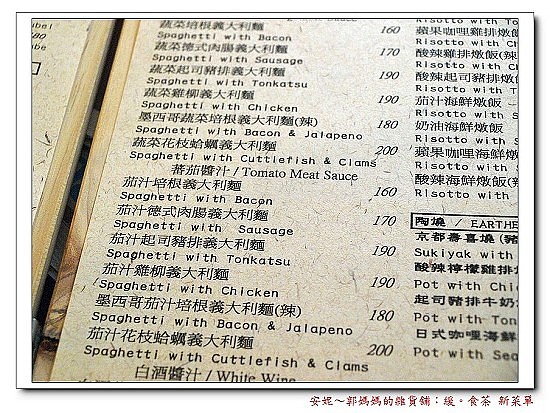 蔬菜培根義大利麵
Spaghetti with Bacon 160
蔬菜德式肉腸義大利麵
Spaghetti with Sausage 170
蔬菜起司豬排義大利麵
Spaghetti with Tonkatsu 190
蔬菜雞柳義大利麵
Spaghetti with Chicken 190
墨西哥蔬菜培根義大利麵(辣)
Spaghetti with Bacon & Jalapeno 180
蔬菜花枝蛤蠣義大利麵
Spaghetti with Cuttlefish & Clams 200
蕃茄醬汁/Tomato Meat Sauce
茄汁培根義大利麵
Spaghetti with Bacon 160
茄汁德式肉腸義大利麵
Spaghetti with Sausage 170
茄汁起司豬排義大利麵
Spaghetti with Tonkatsu 190
茄汁雞柳義大利麵
Spaghetti with Chicken 190
墨西哥茄汁培根義大利麵(辣)
Spaghetti with Bacon & Jalapeno 180
茄汁花枝蛤蠣義大利麵
Spaghetti with Cuttlefish & Clams 200
白酒醬汁/White Wine
Risotto with To
蘋果咖哩雞排燉
Risotto with Ch
酸辣雞排燉飯(辣
Risotto with Ch
酸辣起司豬排燉
Risotto with To
茄汁海鮮燉飯
Risotto with
奶油海鮮燉飯
Risotto with
蘋果咖哩海鮮燉
Risotto with S
酸辣海鮮燉飯(辣
Risotto with
陶燒 / EARTHE
京都壽喜燒(豬
Sukiyak with
酸辣檸檬雞排
Pot with Chic
起司豬排牛奶
Pot with Ton
日式咖哩海鮮
Pot with Sea
安妮～郭媽媽的雜貨舖：緩。食茶 新菜單